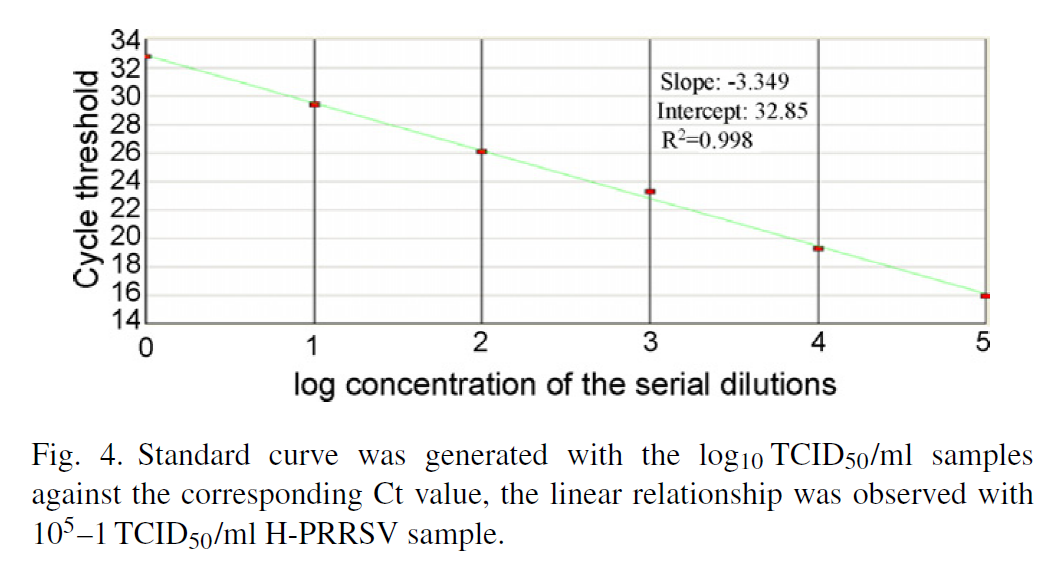 34
32
30
28
26
24
22
20
18
16
14
Cycle threshold
Slope: -3.349
Intercept: 32.85
R²=0.998
0 1 2 3 4 5
log concentration of the serial dilutions
Fig. 4. Standard curve was generated with the log₁₀ TCID₅₀/ml samples
against the corresponding Ct value, the linear relationship was observed with
10⁵–1 TCID₅₀/ml H-PRRSV sample.